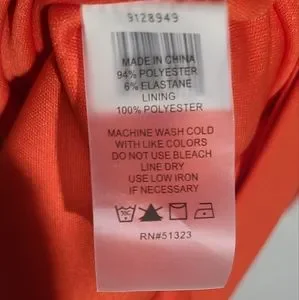 9128949
MADE IN CHINA
94% POLYESTER
6% ELASTANE
LINING
100% POLYESTER
MACHINE WASH COLD
WITH LIKE COLORS
DO NOT USE BLEACH
LINE DRY
USE LOW IRON
IF NECESSARY
RN#51323